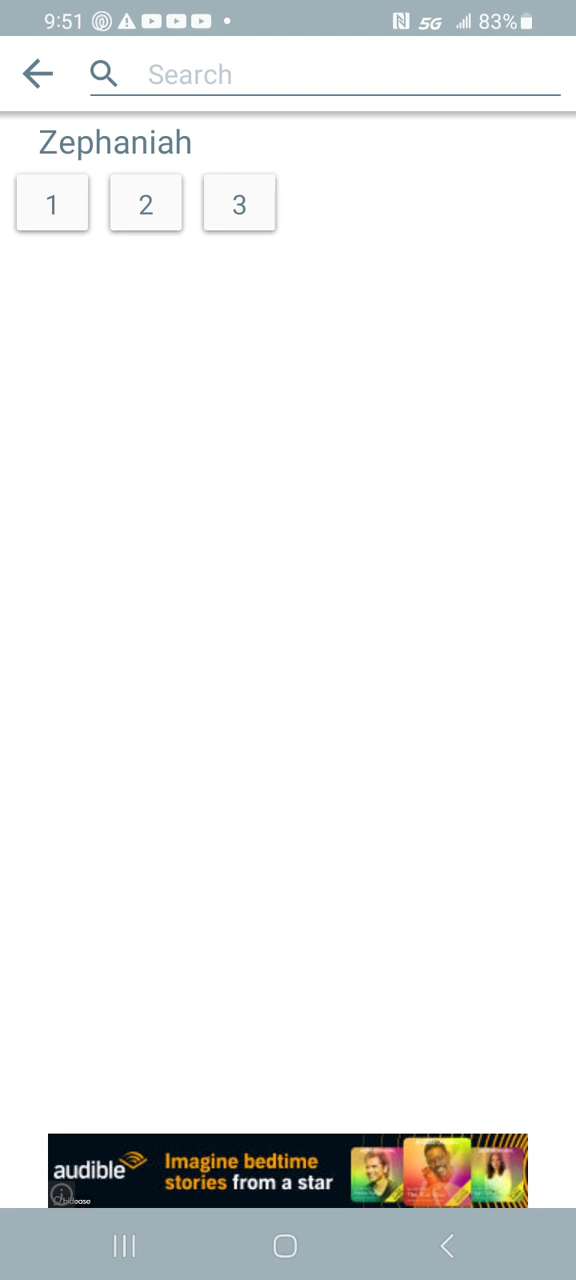 9:51 5G 83%
Search
Zephaniah
1 2 3
audible Imagine bedtime
stories from a star